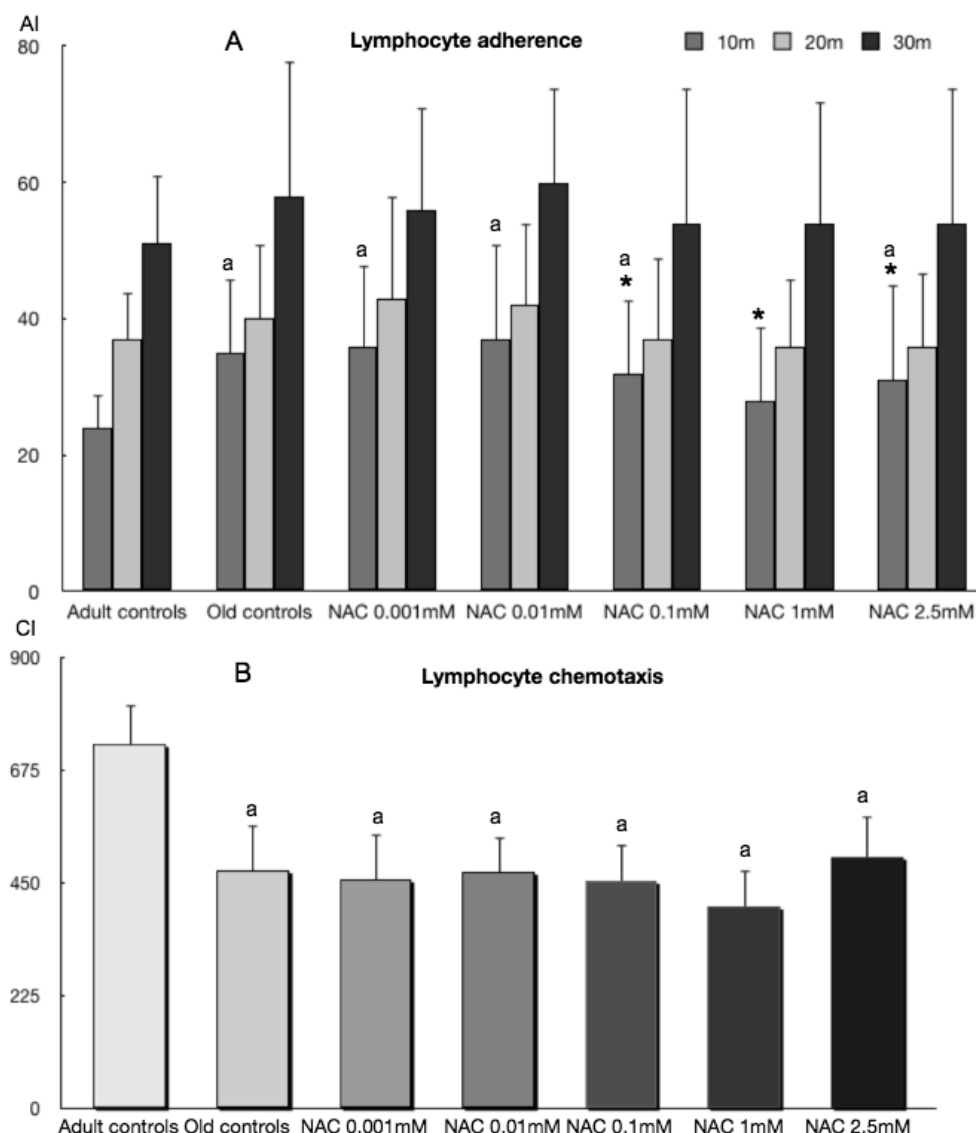 AI
A Lymphocyte adherence 10m 20m 30m
80
60
40
20
0
a
a
a
a
*
*
a
*
Adult controls Old controls NAC 0.001mM NAC 0.01mM NAC 0.1mM NAC 1mM NAC 2.5mM
CI
B Lymphocyte chemotaxis
900
675
450
225
0
a
a
a
a
a
a
Adult controls Old controls NAC 0.001mM NAC 0.01mM NAC 0.1mM NAC 1mM NAC 2.5mM